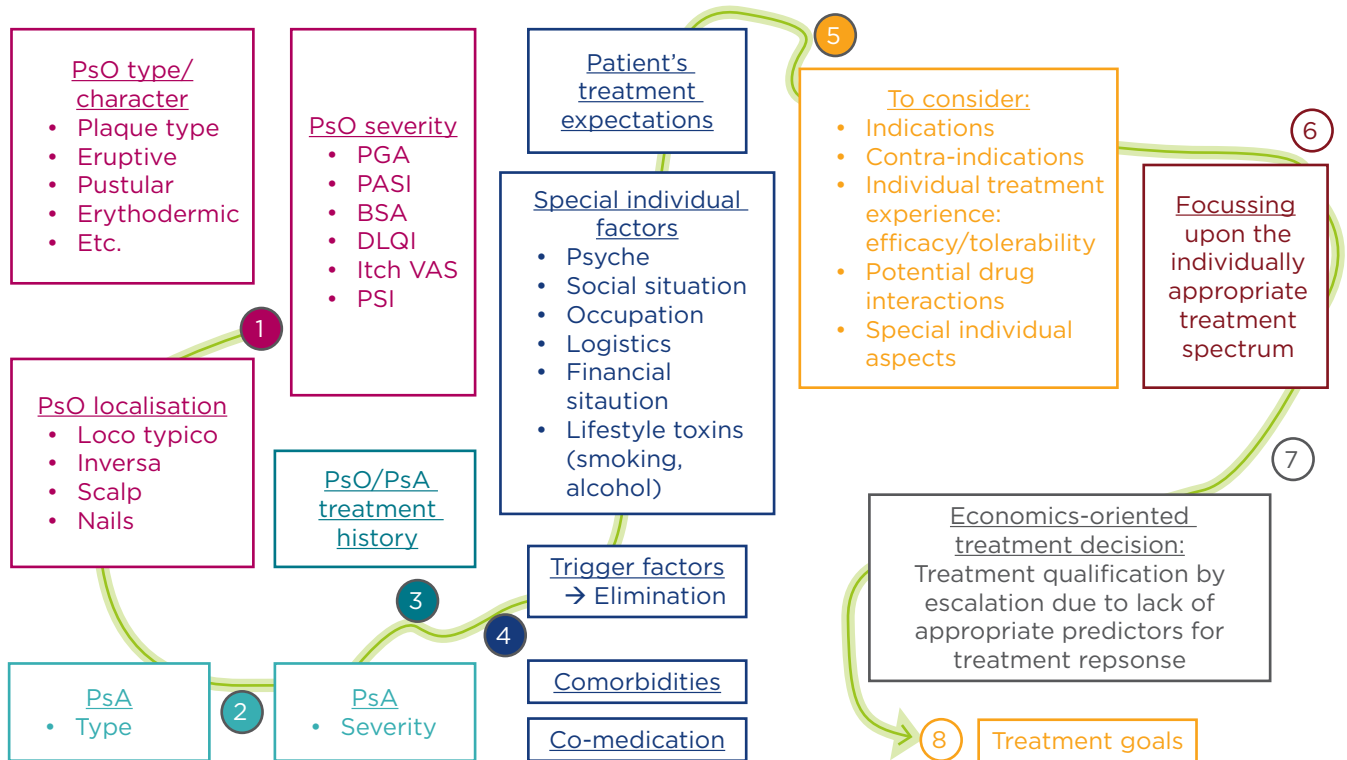 PsO type/
character
• Plaque type
• Eruptive
• Pustular
• Erythodermic
• Etc.
PsO severity
• PGA
• PASI
• BSA
• DLQI
• Itch VAS
• PSI
1
PsO localisation
• Loco typico
• Inversa
• Scalp
• Nails
PsA
• Type
2
PsA
• Severity
PsO/PsA
treatment
history
3
4
Patient's
treatment
expectations
Special individual
factors
• Psyche
• Social situation
• Occupation
• Logistics
• Financial
sitaution
• Lifestyle toxins
(smoking,
alcohol)
Trigger factors
→ Elimination
Comorbidities
Co-medication
5
To consider:
• Indications
• Contra-indications
• Individual treatment
experience:
efficacy/tolerability
• Potential drug
interactions
• Special individual
aspects
6
Focussing
upon the
individually
appropriate
treatment
spectrum
7
Economics-oriented
treatment decision:
Treatment qualification by
escalation due to lack of
appropriate predictors for
treatment repsonse
8
Treatment goals